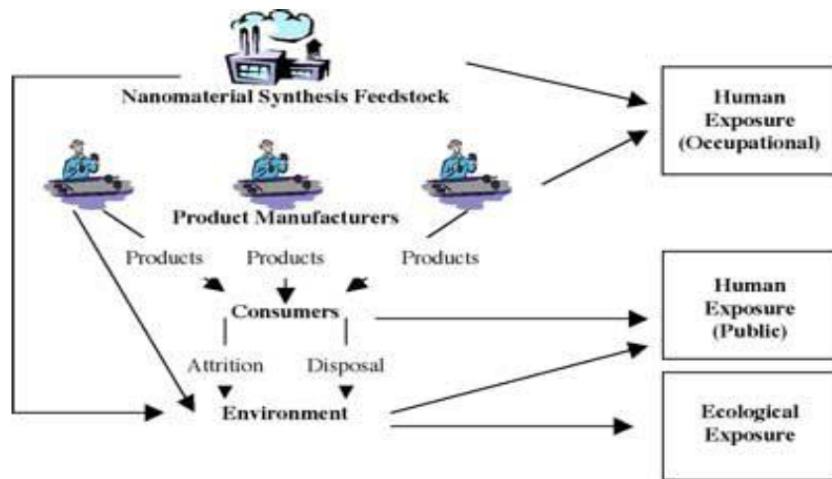 Nanomaterial Synthesis Feedstock
Human
Exposure
(Occupational)
Product Manufacturers
Products
Products
Products
Consumers
Human
Exposure
(Public)
Attrition
Disposal
Environment
Ecological
Exposure